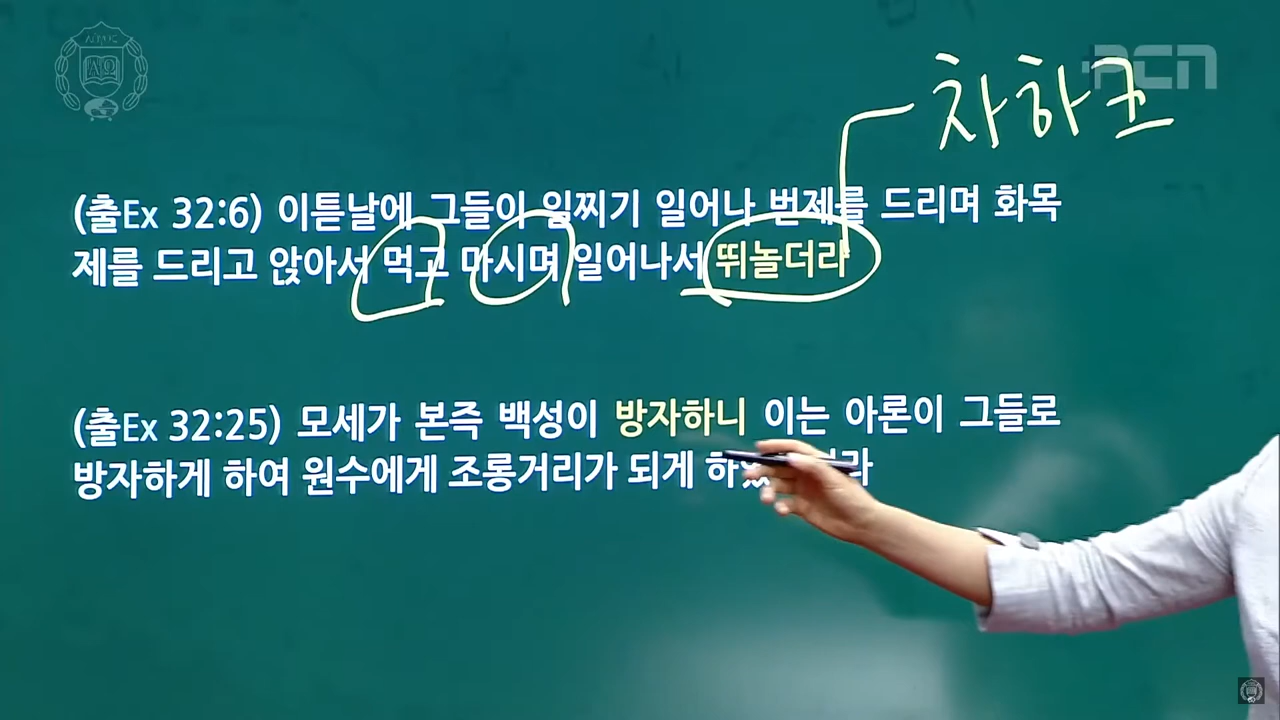 PCN
차하크
(출Ex 32:6) 이튿날에 그들이 일찌기 일어나 번제를 드리며 화목
제를 드리고 앉아서 먹고 마시며 일어나서 뛰놀더라
(출Ex 32:25) 모세가 본즉 백성이 방자하니 이는 아론이 그들로
방자하게 하여 원수에게 조롱거리가 되게 하